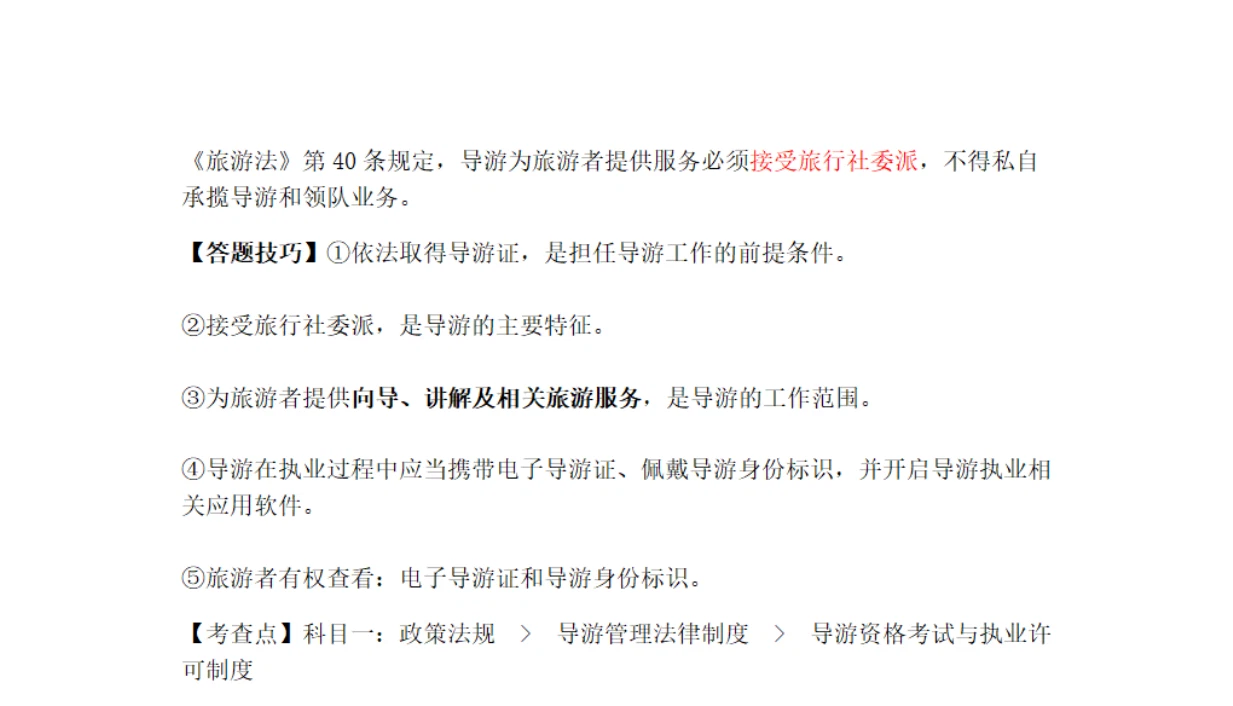 《旅游法》第 40 条规定，导游为旅游者提供服务必须接受旅行社委派，不得私自
承揽导游和领队业务。
【答题技巧】①依法取得导游证，是担任导游工作的前提条件。
②接受旅行社委派，是导游的主要特征。
③为旅游者提供向导、讲解及相关旅游服务，是导游的工作范围。
④导游在执业过程中应当携带电子导游证、佩戴导游身份标识，并开启导游执业相
关应用软件。
⑤旅游者有权查看：电子导游证和导游身份标识。
【考查点】科目一：政策法规 > 导游管理法律制度 > 导游资格考试与执业许
可制度